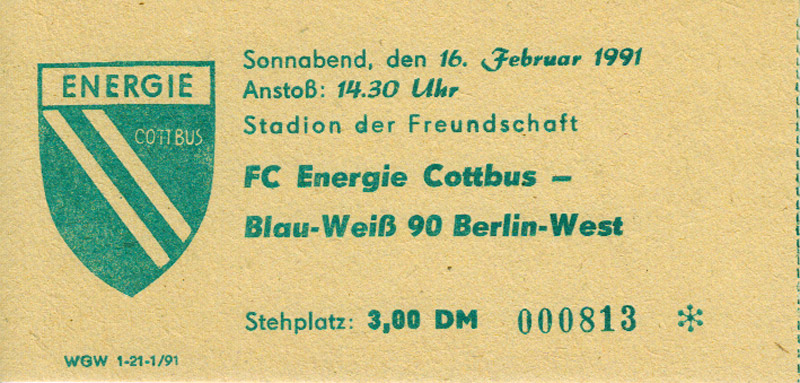 ENERGIE
COTTBUS
Sonnabend, den 16. Februar 1991
Anstoß: 14.30 Uhr
Stadion der Freundschaft
FC Energie Cottbus –
Blau-Weiß 90 Berlin-West
Stehplatz: 3,00 DM 000813 *
WGW 1-21-1/91